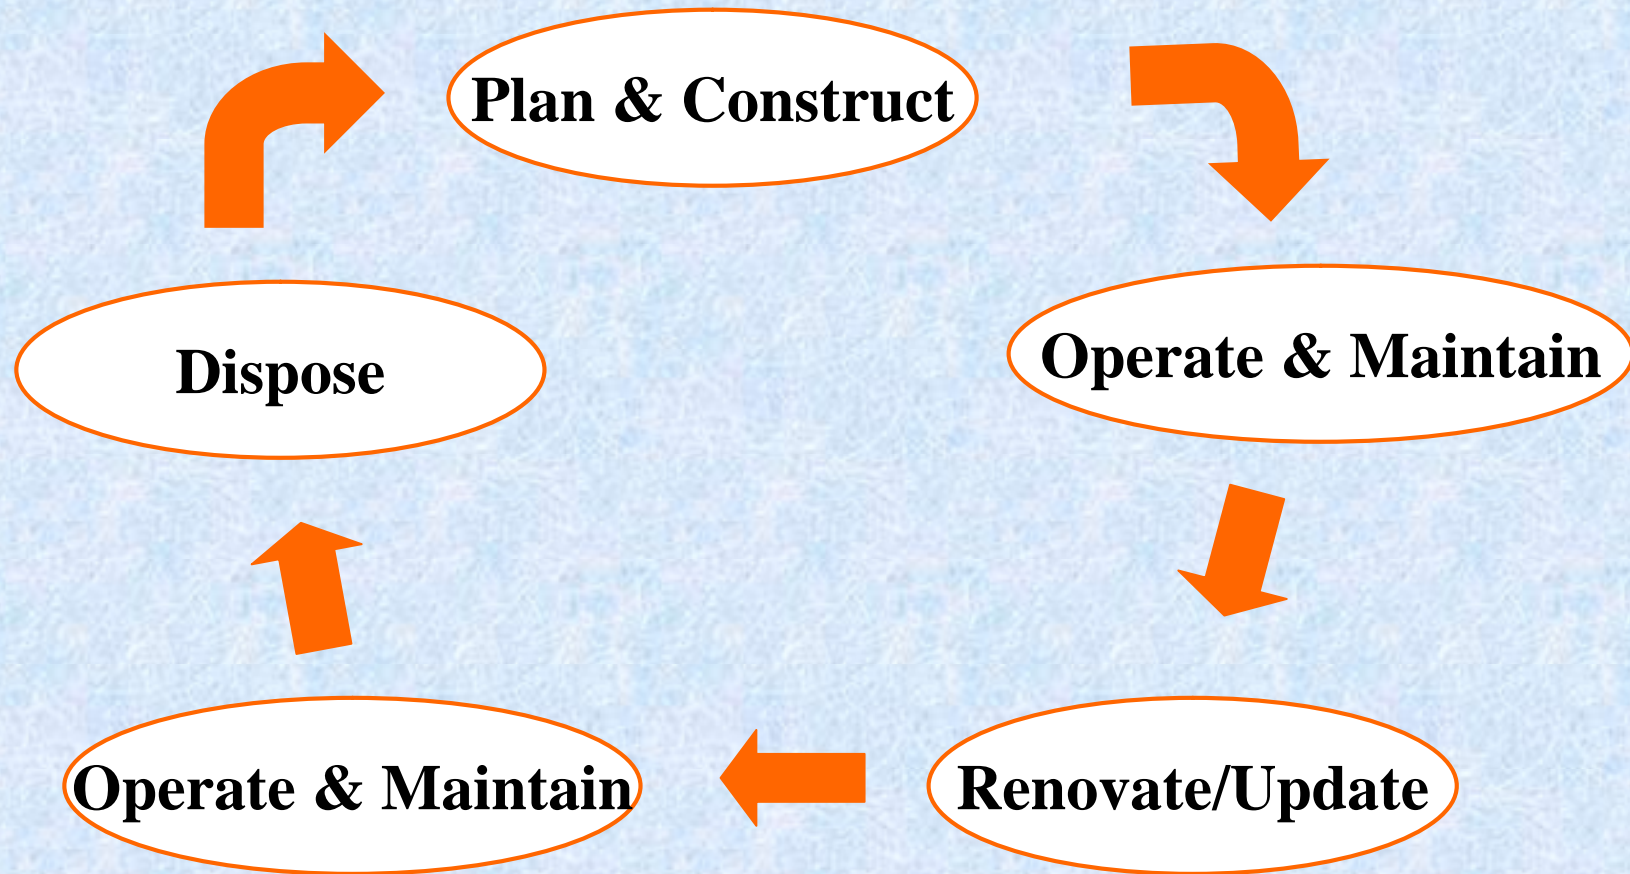 Plan & Construct
Operate & Maintain
Renovate/Update
Operate & Maintain
Dispose